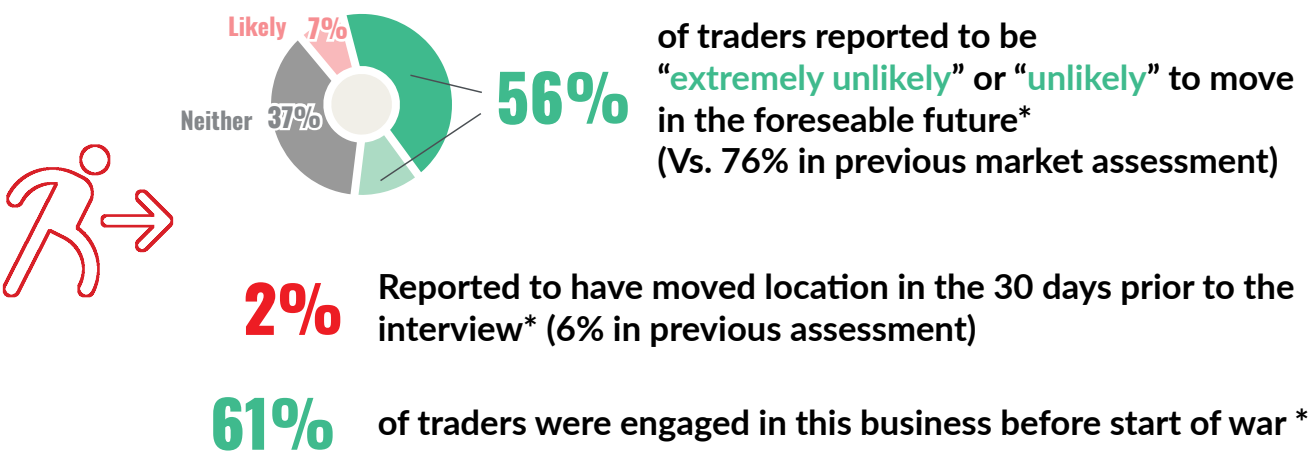 Likely 7%
Neither 37%
56%
of traders reported to be
“extremely unlikely” or “unlikely” to move
in the foreseable future*
(Vs. 76% in previous market assessment)
2%
Reported to have moved location in the 30 days prior to the
interview* (6% in previous assessment)
61%
of traders were engaged in this business before start of war *